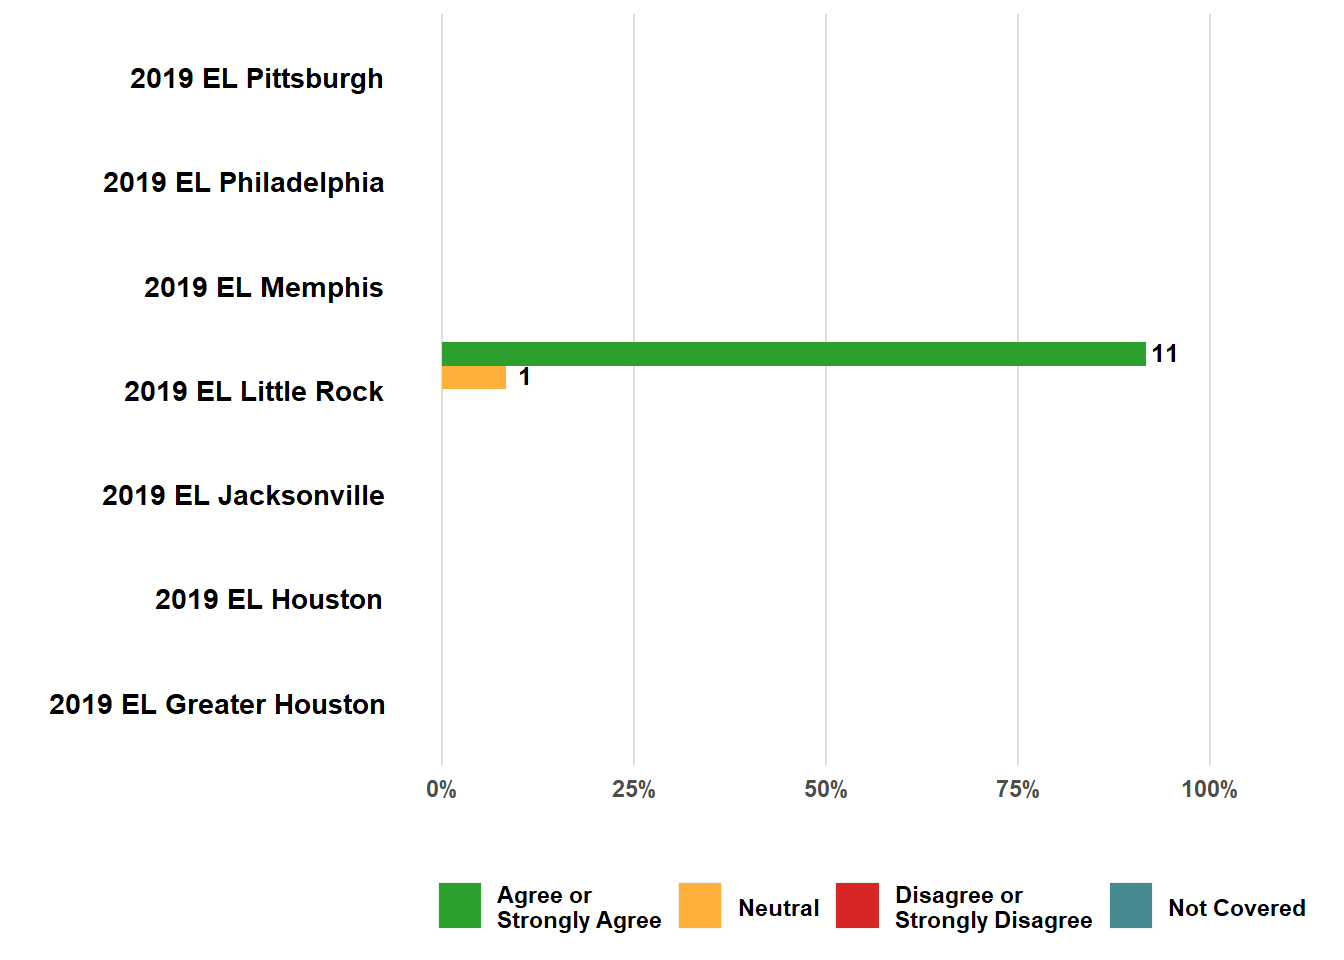 2019 EL Pittsburgh
2019 EL Philadelphia
2019 EL Memphis
11
1
2019 EL Little Rock
2019 EL Jacksonville
2019 EL Houston
2019 EL Greater Houston
0% 25% 50% 75% 100%
Agree or
Strongly Agree
Neutral
Disagree or
Strongly Disagree
Not Covered